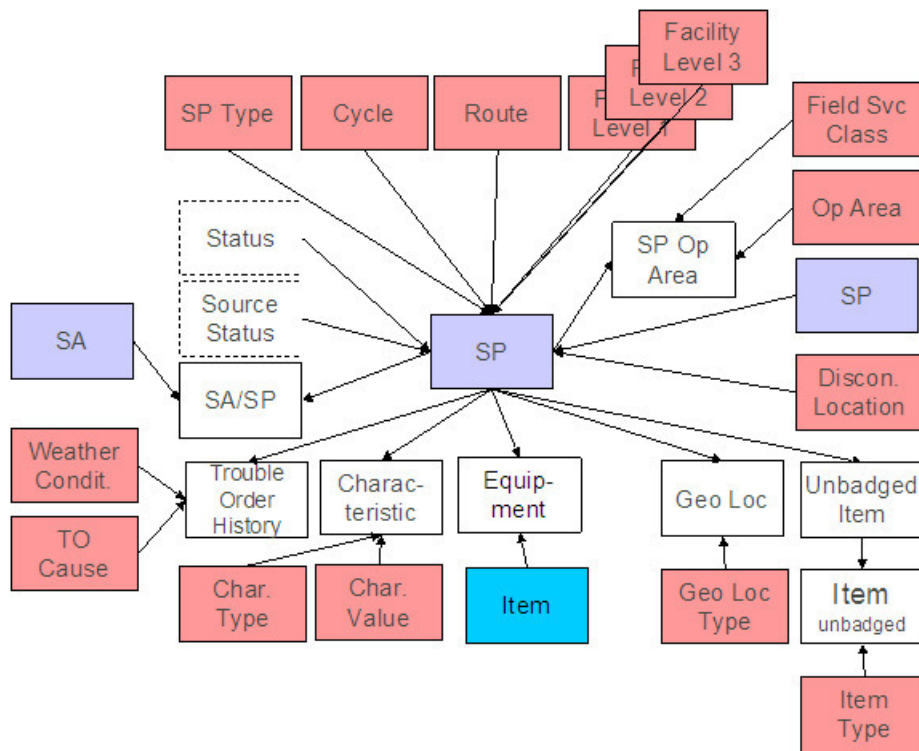 Facility
Level 3
Level 2
Level 1
SP Type
Cycle
Route
Field Svc
Class
Op Area
Status
SP Op
Area
Source
Status
SP
SA
SP
SA/SP
Discon.
Location
Weather
Condit.
Trouble
Order
History
Charac-
teristic
Equip-
ment
Geo Loc
Unbadged
Item
TO
Cause
Char.
Type
Char.
Value
Item
Geo Loc
Type
Item
unbadged
Item
Type